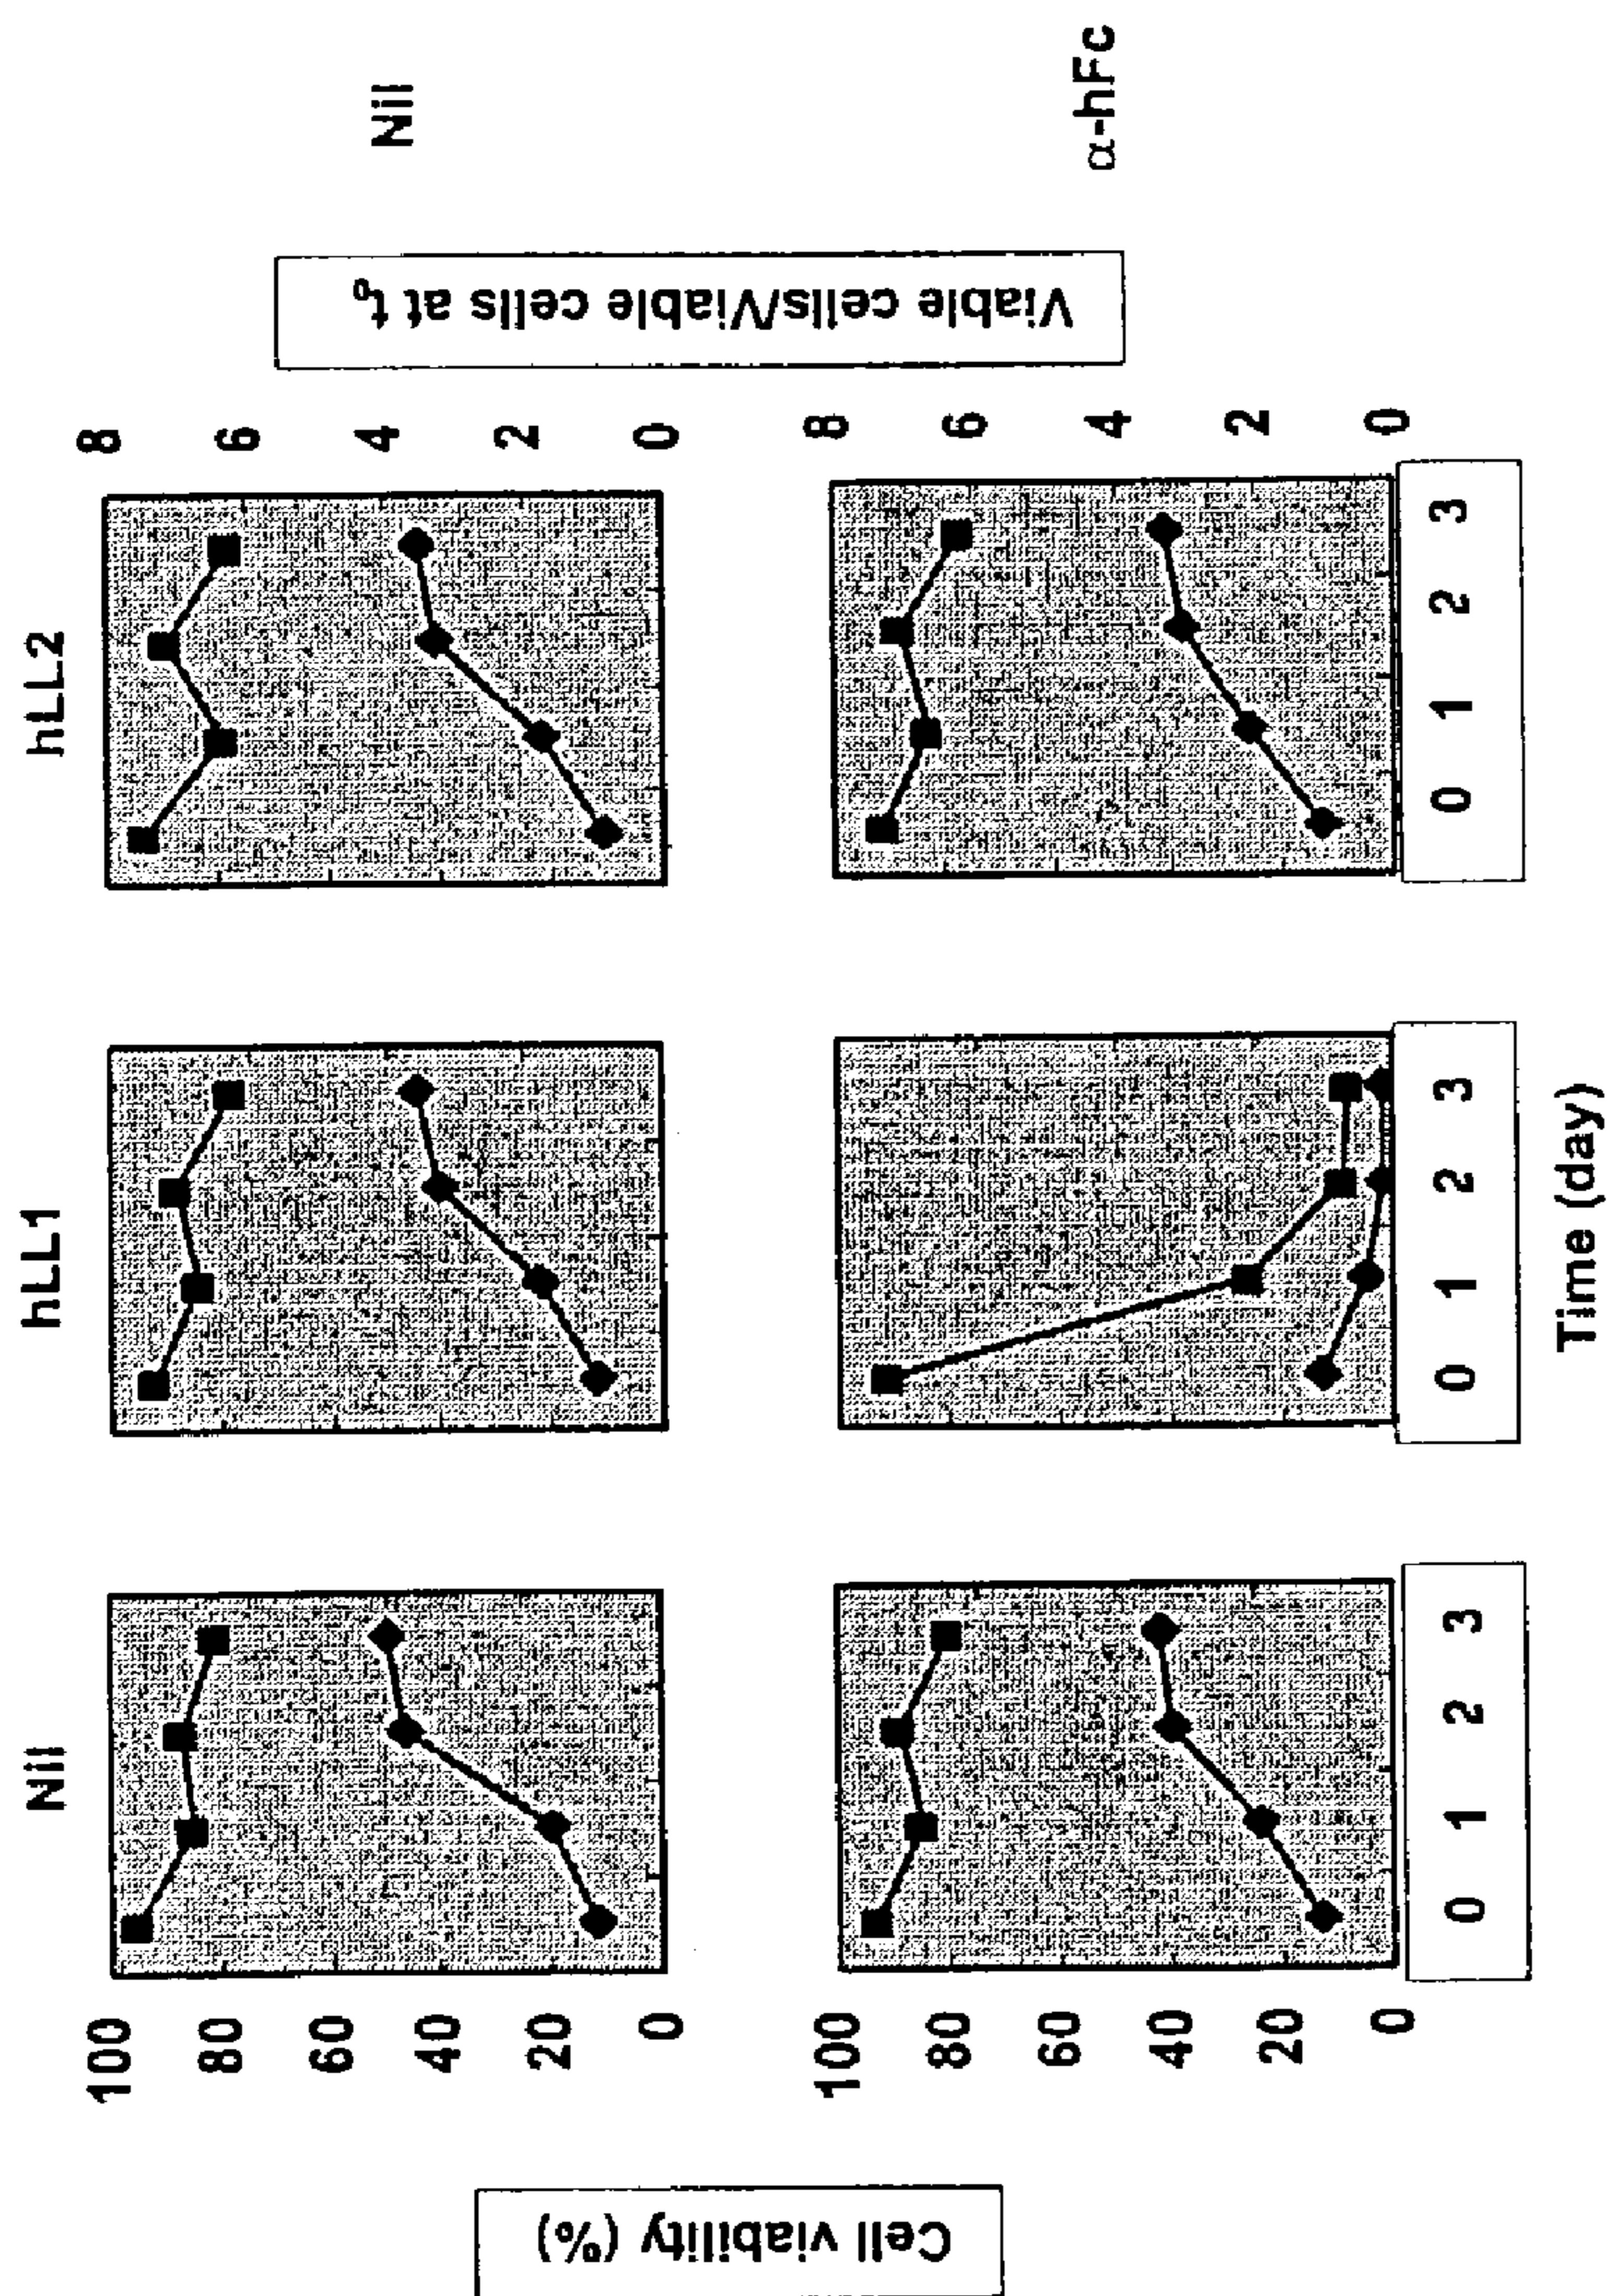 Nil
hLL1
hLL2
100
80
60
40
20
0
8
6
4
2
0
Nil
Cell viability (%)
Viable cells/Viable cells at t₀
100
80
60
40
20
0
8
6
4
2
0
α-hFc
0 1 2 3
0 1 2 3
0 1 2 3
Time (day)